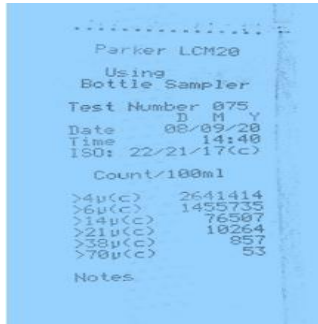 Parker LCM20
Using
Bottle Sampler
Test Number 075
D M Y
Date 08/09/20
Time 14:40
ISO: 22/21/17(c)
Count/100ml
>4µ(c) 2641414
>6µ(c) 1455735
>14µ(c) 76507
>21µ(c) 10264
>38µ(c) 857
>70µ(c) 53
Notes